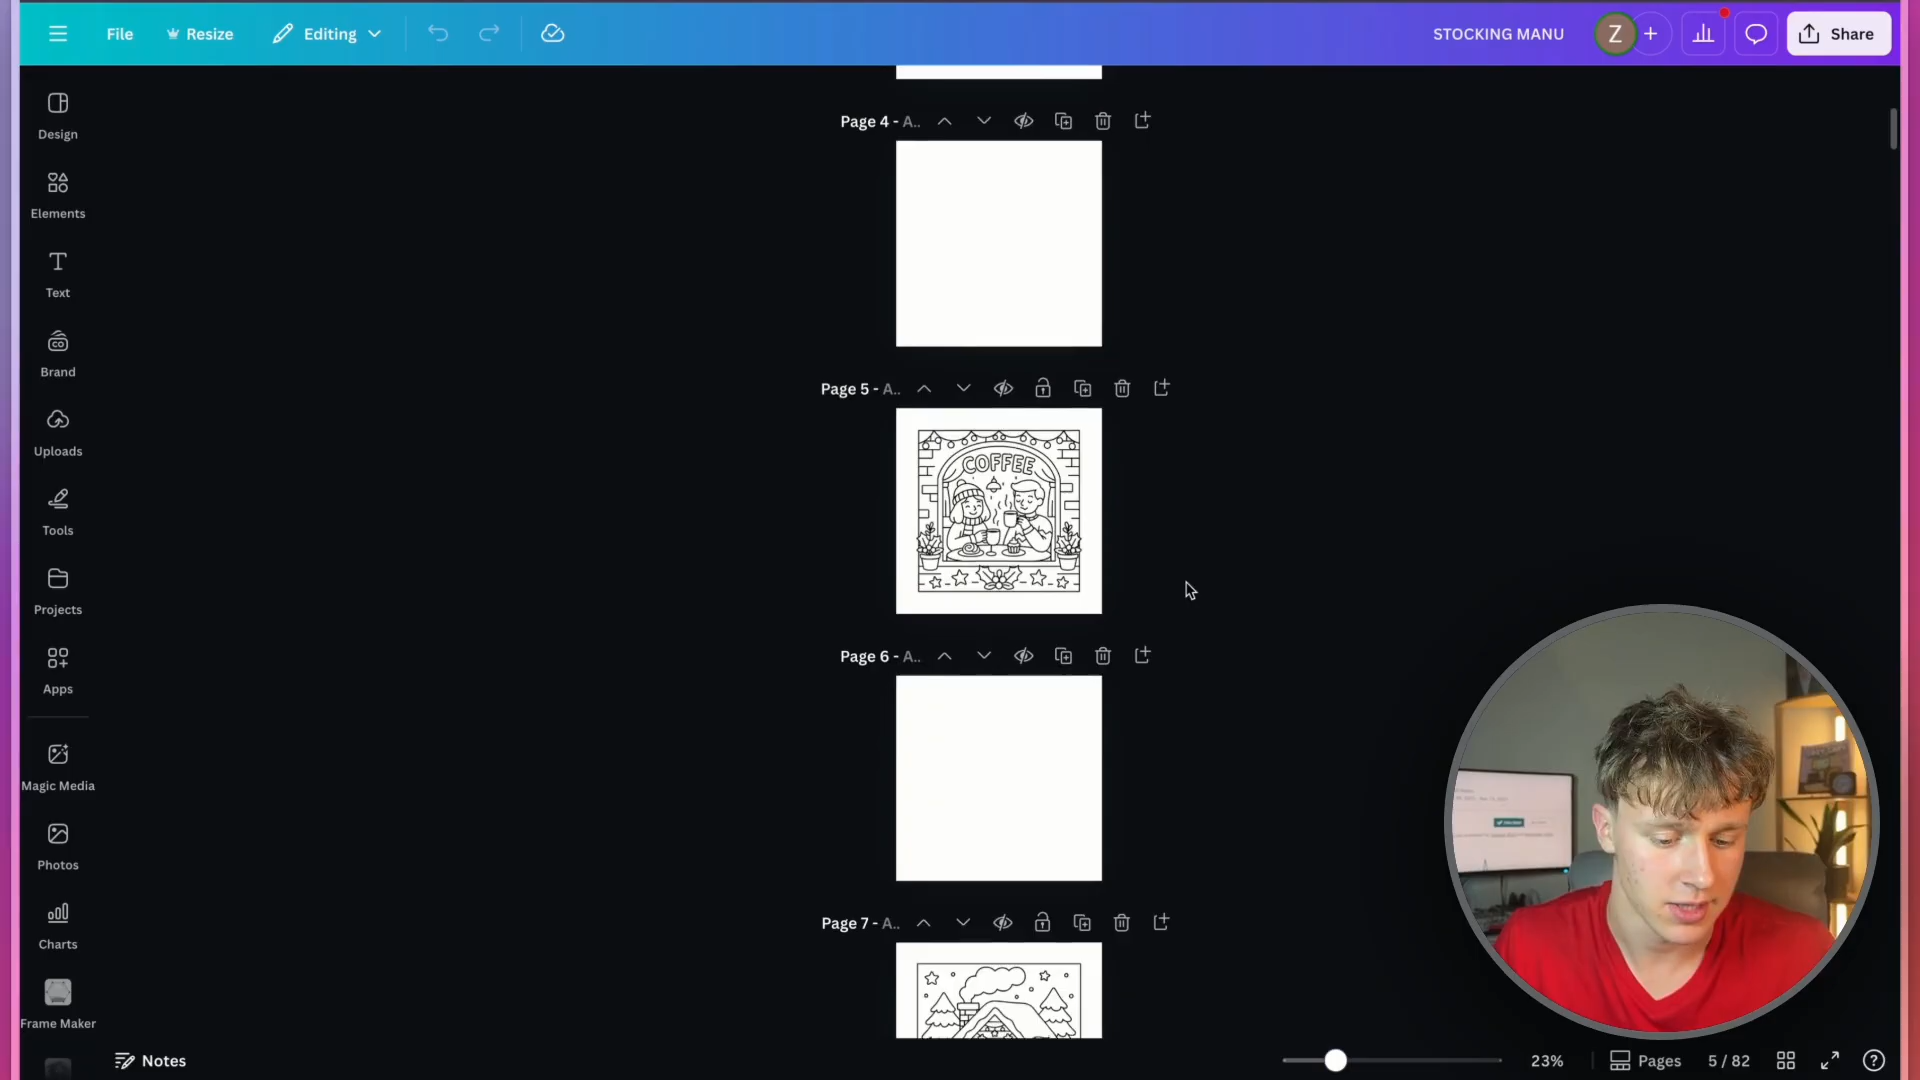 File
Resize
Editing
STOCKING MANU
Z
Share
Design
Elements
Text
Brand
Uploads
Tools
Projects
Apps
Magic Media
Photos
Charts
Frame Maker
Page 4 - A..
Page 5 - A..
COFFEE
Page 6 - A..
Page 7 - A..
Notes
23%
Pages
5 / 82